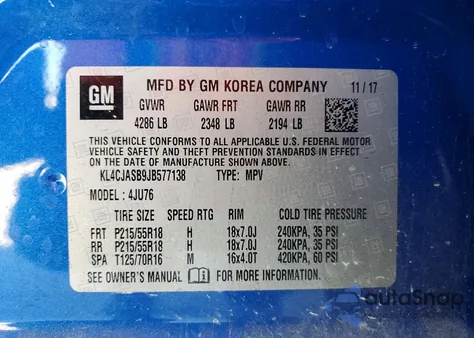 GM
MFD BY GM KOREA COMPANY 11/17
GVWR GAWR FRT GAWR RR
4286 LB 2348 LB 2194 LB
THIS VEHICLE CONFORMS TO ALL APPLICABLE U.S. FEDERAL MOTOR
VEHICLE SAFETY AND THEFT PREVENTION STANDARDS IN EFFECT
ON THE DATE OF MANUFACTURE SHOWN ABOVE.
KL4CJASB9JB577138 TYPE: MPV
MODEL: 4JU76
TIRE SIZE SPEED RTG RIM COLD TIRE PRESSURE
FRT P215/55R18 H 18x7.0J 240KPA, 35 PSI
RR P215/55R18 H 18x7.0J 240KPA, 35 PSI
SPA T125/70R16 M 16x4.0T 420KPA, 60 PSI
SEE OWNER'S MANUAL FOR MORE INFORMATION.
autoSnap